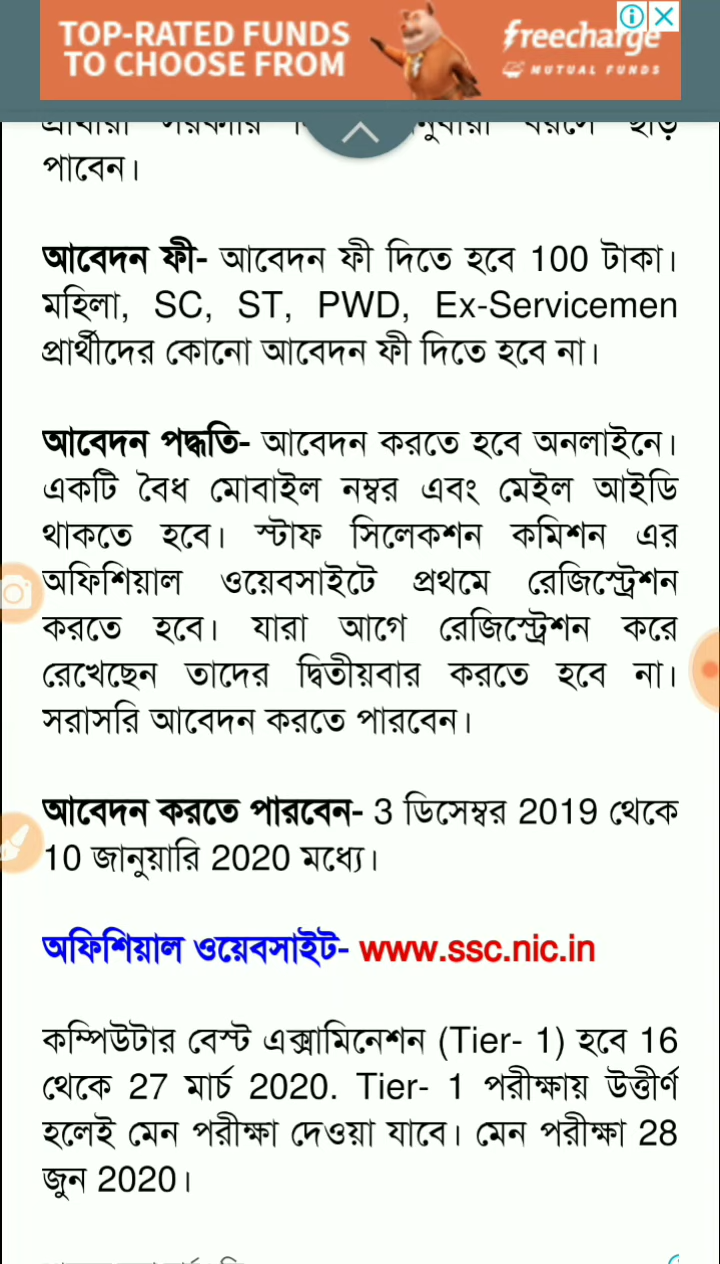 TOP-RATED FUNDS
TO CHOOSE FROM
freecharge
MUTUAL FUNDS
পাবেন।
আবেদন ফী- আবেদন ফী দিতে হবে 100 টাকা।
মহিলা, SC, ST, PWD, Ex-Servicemen
প্রার্থীদের কোনো আবেদন ফী দিতে হবে না।
আবেদন পদ্ধতি- আবেদন করতে হবে অনলাইনে।
একটি বৈধ মোবাইল নম্বর এবং মেইল আইডি
থাকতে হবে। স্টাফ সিলেকশন কমিশন এর
অফিশিয়াল ওয়েবসাইটে প্রথমে রেজিস্ট্রেশন
করতে হবে। যারা আগে রেজিস্ট্রেশন করে
রেখেছেন তাদের দ্বিতীয়বার করতে হবে না।
সরাসরি আবেদন করতে পারবেন।
আবেদন করতে পারবেন- 3 ডিসেম্বর 2019 থেকে
10 জানুয়ারি 2020 মধ্যে।
অফিশিয়াল ওয়েবসাইট- www.ssc.nic.in
কম্পিউটার বেস্ট এক্সামিনেশন (Tier- 1) হবে 16
থেকে 27 মার্চ 2020. Tier- 1 পরীক্ষায় উত্তীর্ণ
হলেই মেন পরীক্ষা দেওয়া যাবে। মেন পরীক্ষা 28
জুন 2020।